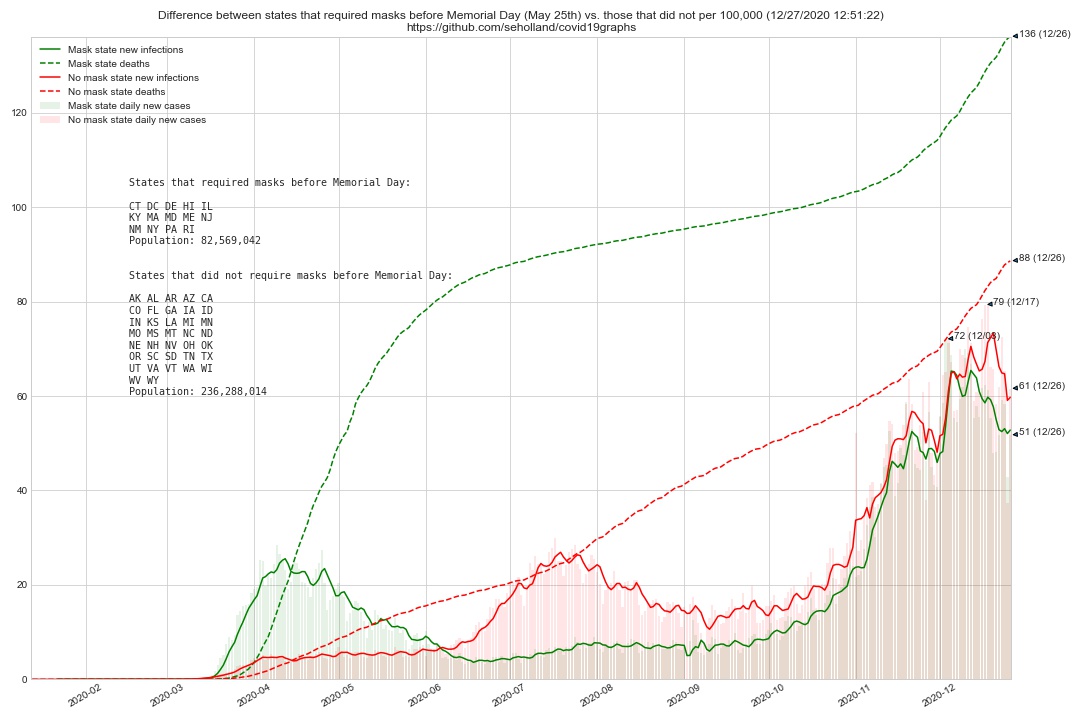 Difference between states that required masks before Memorial Day (May 25th) vs. those that did not per 100,000 (12/27/2020 12:51:22)
https://github.com/seholland/covid19graphs
Mask state new infections
Mask state deaths
No mask state new infections
No mask state deaths
Mask state daily new cases
No mask state daily new cases
136 (12/26)
120
100
80
60
40
20
0
States that required masks before Memorial Day:
CT DC DE HI IL
KY MA MD ME NJ
NM NY PA RI
Population: 82,569,042
States that did not require masks before Memorial Day:
AK AL AR AZ CA
CO FL GA IA ID
IN KS LA MI MN
MO MS MT NC ND
NE NH NV OH OK
OR SC SD TN TX
UT VA VT WA WI
WV WY
Population: 236,288,014
88 (12/26)
79 (12/17)
72 (12/03)
61 (12/26)
51 (12/26)
2020-02
2020-03
2020-04
2020-05
2020-06
2020-07
2020-08
2020-09
2020-10
2020-11
2020-12